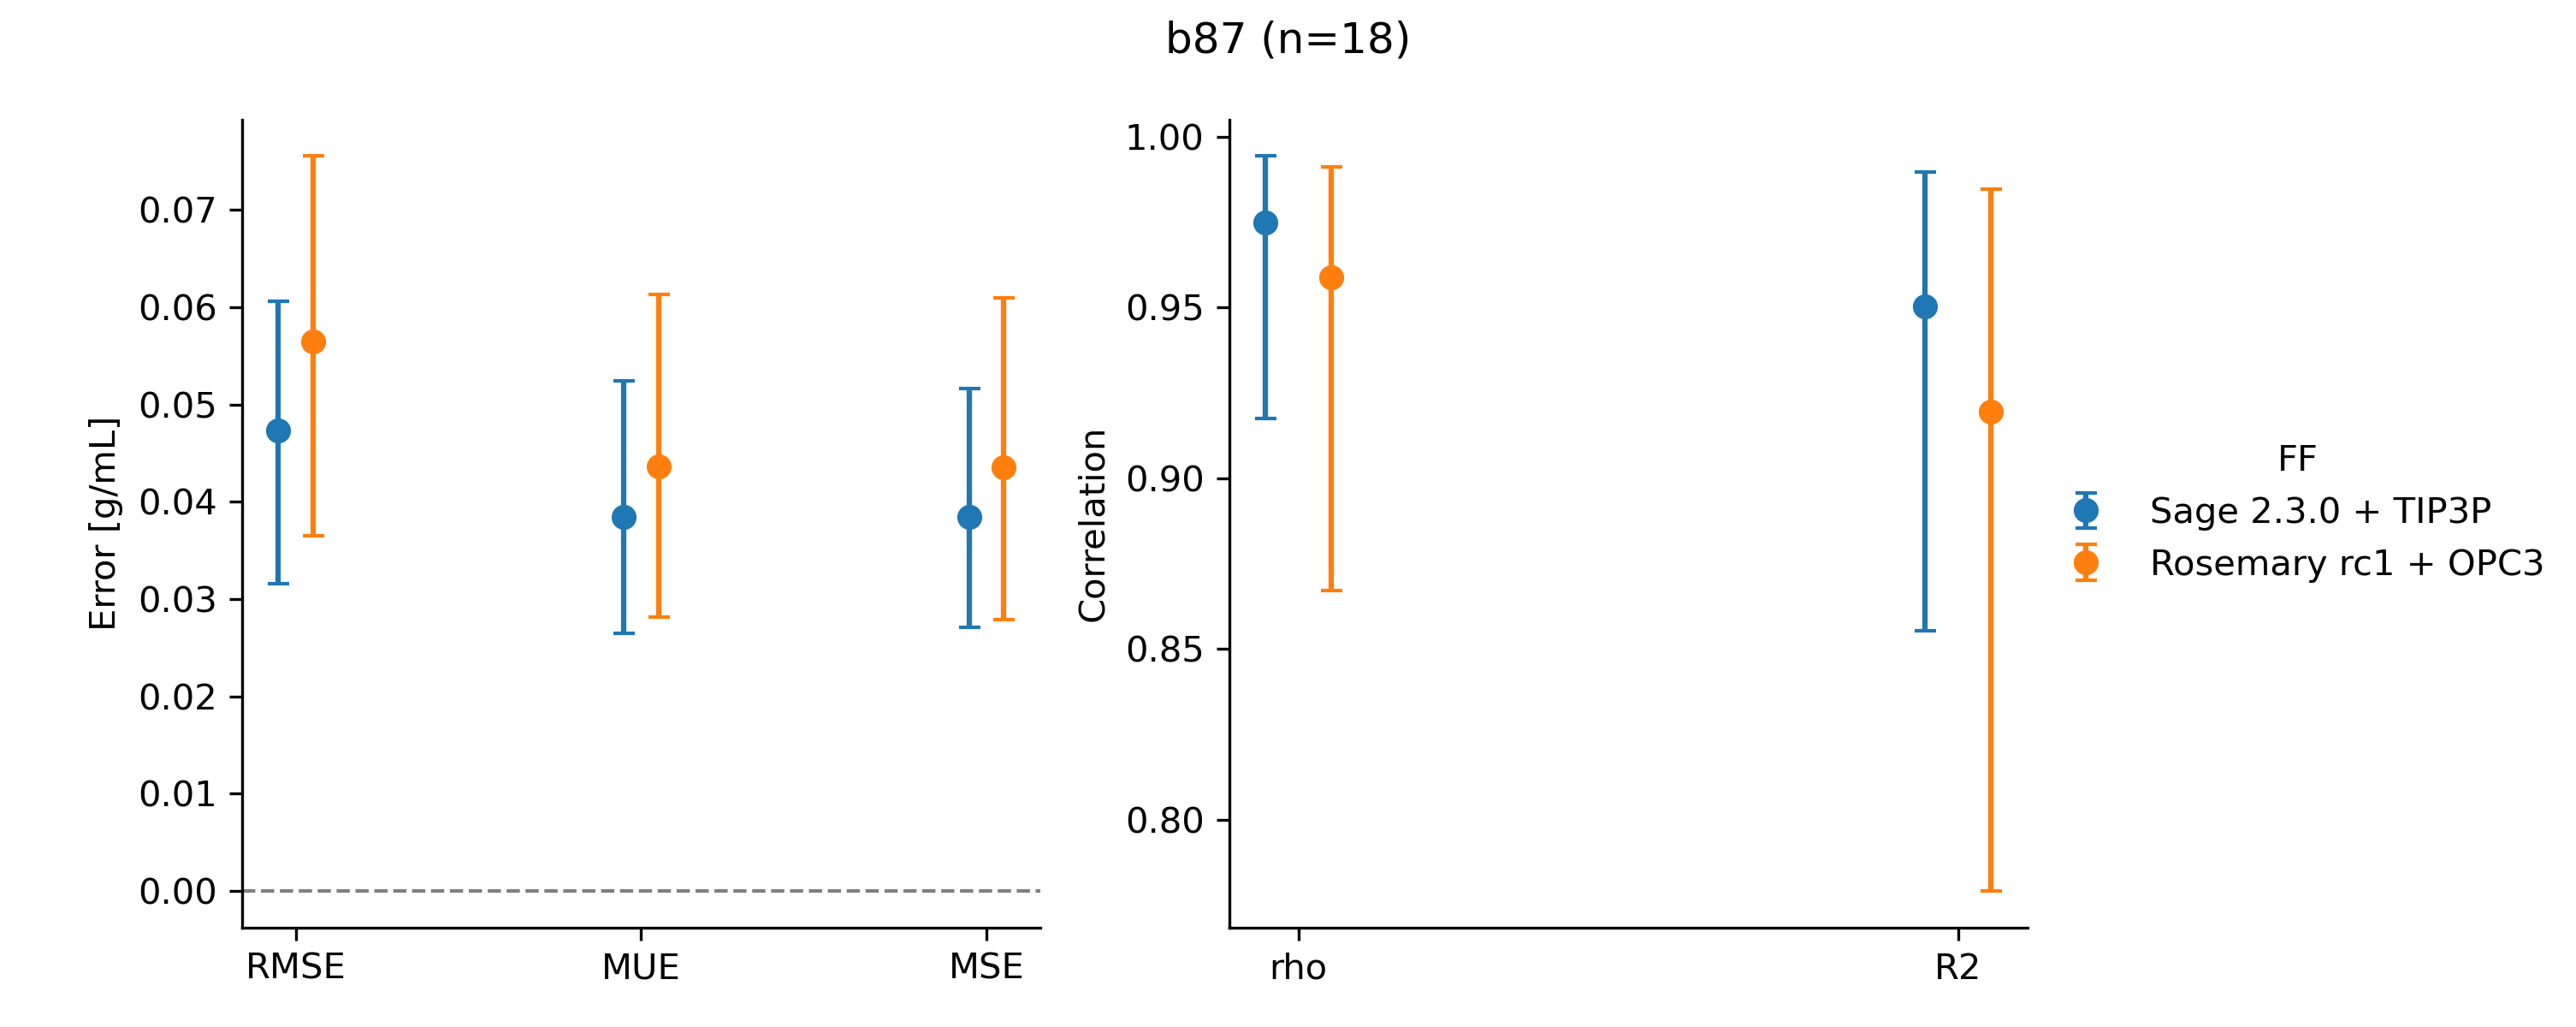 b87 (n=18)
Error [g/mL]
0.07
0.06
0.05
0.04
0.03
0.02
0.01
0.00
RMSE
MUE
MSE
Correlation
1.00
0.95
0.90
0.85
0.80
rho
R2
FF
Sage 2.3.0 + TIP3P
Rosemary rc1 + OPC3